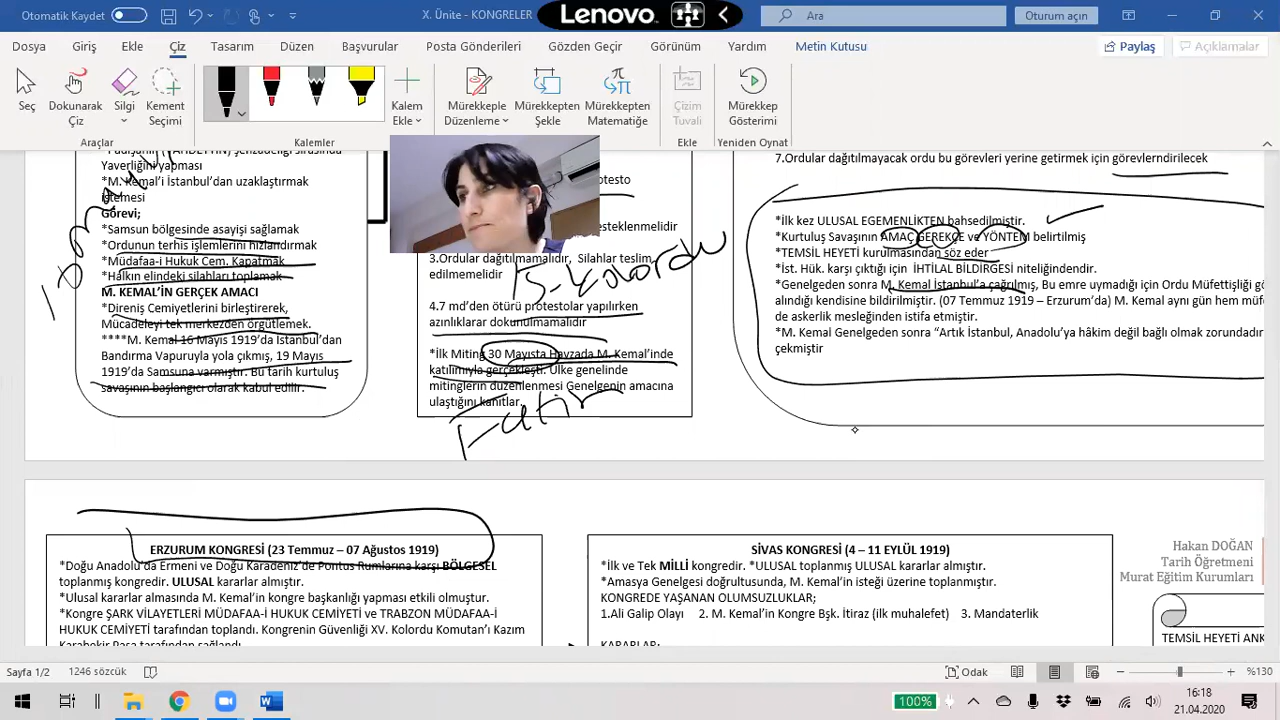 Otomatik Kaydet
X. Ünite - KONGRELER
Lenovo
Ara
Oturum açın
Dosya Giriş Ekle Çiz Tasarım Düzen Başvurular Posta Gönderileri Gözden Geçir Görünüm Yardım Metin Kutusu
Paylaş
Açıklamalar
Seç
Dokunarak Çiz
Silgi
Kement Seçimi
Kalem Ekle
Mürekkeple Düzenleme
Mürekkepten Şekle
Mürekkepten Matematiğe
Çizim Tuvali
Mürekkep Gösterimi
Araçlar
Kalemler
Ekle
Yeniden Oynat
şehzadeliği sırasında
Yaverliğini yapması
*M. Kemal'i İstanbul'dan uzaklaştırmak
istemesi
Görevi;
*Samsun bölgesinde asayişi sağlamak
*Ordunun terhis işlemlerini hızlandırmak
*Müdafaa-i Hukuk Cem. Kapatmak
*Halkın elindeki silahları toplamak
M. KEMAL'İN GERÇEK AMACI
*Direniş Cemiyetlerini birleştirerek,
Mücadeleyi tek merkezden örgütlemek.
****M. Kemal 16 Mayıs 1919'da İstanbul'dan
Bandırma Vapuruyla yola çıkmış, 19 Mayıs
1919'da Samsuna varmıştır. Bu tarih kurtuluş
savaşının başlangıcı olarak kabul edilir.
protesto
desteklenmelidir
3.Ordular dağıtılmamalıdır, Silahlar teslim
edilmemelidir
15. Kolordu
4.7 md'den ötürü protestolar yapılırken
azınlıklar dokunulmamalıdır
*İlk Miting 30 Mayısta Havzada M. Kemal'inde
katılımıyla gerçekleşti. Ülke genelinde
mitinglerin düzenlenmesi Genelgenin amacına
ulaştığını kanıtlar.
7.Ordular dağıtılmayacak ordu bu görevleri yerine getirmek için görevlerndirilecek
*İlk kez ULUSAL EGEMENLİKTEN bahsedilmiştir.
*Kurtuluş Savaşının AMAÇ GEREKÇE ve YÖNTEM belirtilmiş
*TEMSİL HEYETİ kurulmasından söz eder
*İst. Hük. karşı çıktığı için İHTİLAL BİLDİRGESİ niteliğindendir.
*Genelgeden sonra M. Kemal İstanbul'a çağrılmış, Bu emre uymadığı için Ordu Müfettişliği gö
alındığı kendisine bildirilmiştir. (07 Temmuz 1919 – Erzurum'da) M. Kemal aynı gün hem müf
de askerlik mesleğinden istifa etmiştir.
*M. Kemal Genelgeden sonra "Artık İstanbul, Anadolu'ya hâkim değil bağlı olmak zorundadır
çekmiştir
ERZURUM KONGRESİ (23 Temmuz – 07 Ağustos 1919)
*Doğu Anadolu'da Ermeni ve Doğu Karadeniz'de Pontus Rumlarına karşı BÖLGESEL
toplanmış kongredir. ULUSAL kararlar almıştır.
*Ulusal kararlar almasında M. Kemal'in kongre başkanlığı yapması etkili olmuştur.
*Kongre ŞARK VİLAYETLERİ MÜDAFAA-İ HUKUK CEMİYETİ ve TRABZON MÜDAFAA-İ
HUKUK CEMİYETİ tarafından toplandı. Kongrenin Güvenliği XV. Kolordu Komutan'ı Kazım
Karabekir Paşa tarafından sağlandı.
SİVAS KONGRESİ (4 – 11 EYLÜL 1919)
*İlk ve Tek MİLLİ kongredir. *ULUSAL toplanmış ULUSAL kararlar almıştır.
*Amasya Genelgesi doğrultusunda, M. Kemal'in isteği üzerine toplanmıştır.
KONGREDE YAŞANAN OLUMSUZLUKLAR;
1.Ali Galip Olayı 2. M. Kemal'in Kongre Bşk. İtiraz (ilk muhalefet) 3. Mandaterlik
KARARLAR:
Hakan DOĞAN
Tarih Öğretmeni
Murat Eğitim Kurumları
TEMSİL HEYETİ ANK
Sayfa 1/2 1246 sözcük
Odak
%130
100%
16:18
21.04.2020